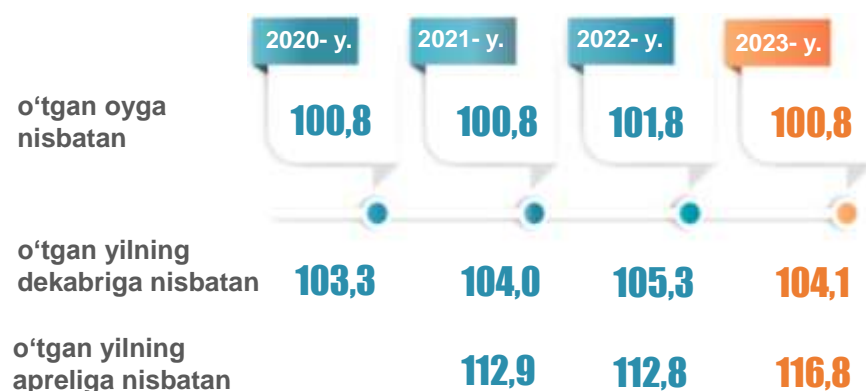 2020- y. 2021- y. 2022- y. 2023- y.
o‘tgan oyga
nisbatan
100,8 100,8 101,8 100,8
o‘tgan yilning
dekabriga nisbatan
103,3 104,0 105,3 104,1
o‘tgan yilning
apreliga nisbatan
112,9 112,8 116,8